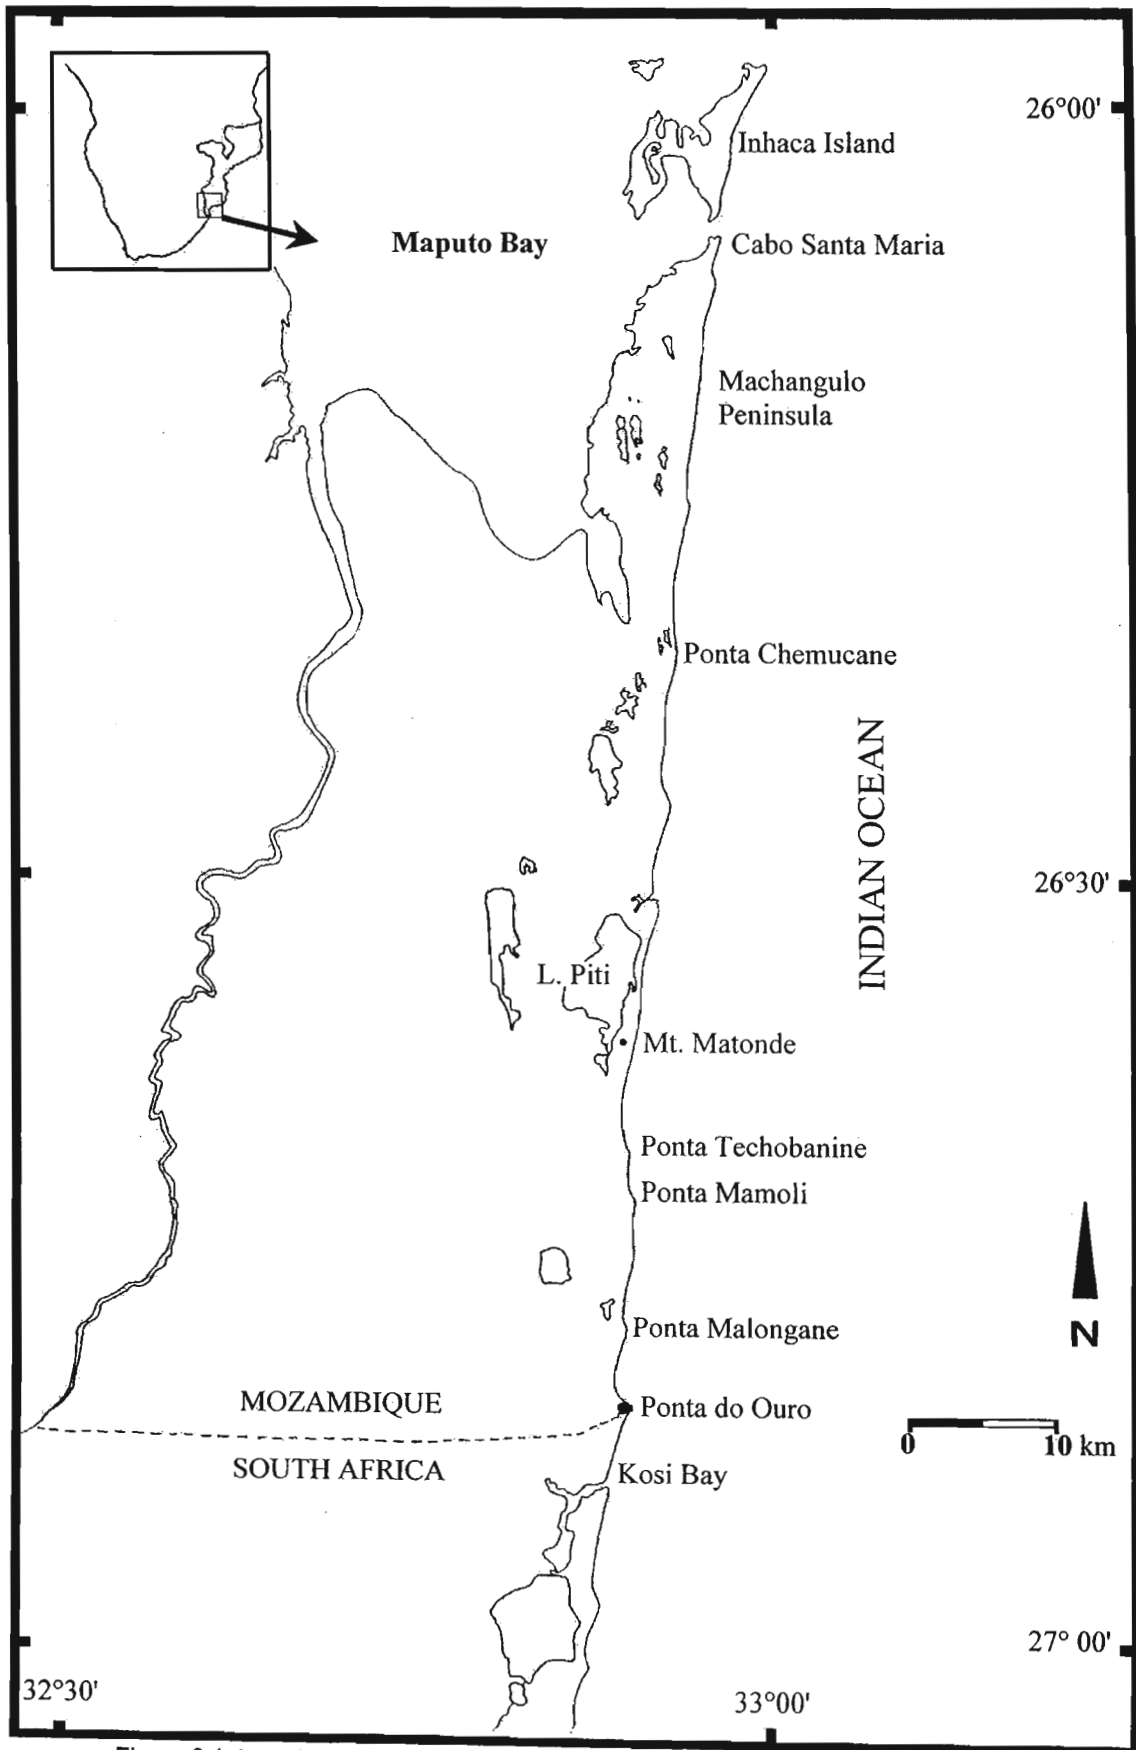 26°00'
Inhaca Island
Maputo Bay
Cabo Santa Maria
Machangulo
Peninsula
Ponta Chemucane
INDIAN OCEAN
26°30'
L. Piti
Mt. Matonde
Ponta Techobanine
Ponta Mamoli
Ponta Malongane
N
MOZAMBIQUE
Ponta do Ouro
0 10 km
SOUTH AFRICA
Kosi Bay
27° 00'
32°30'
33°00'